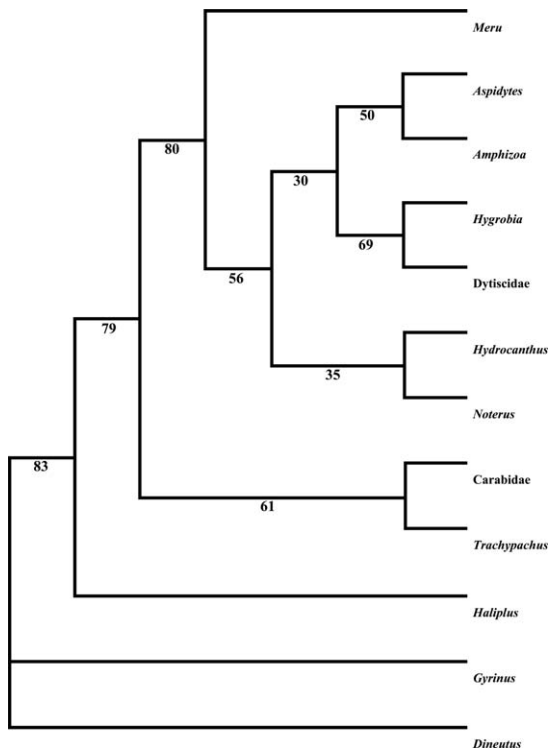 Meru
Aspidytes
50
Amphizoa
80
30
Hygrobia
69
56
Dytiscidae
79
Hydrocanthus
35
Noterus
83
Carabidae
61
Trachypachus
Haliplus
Gyrinus
Dineutus